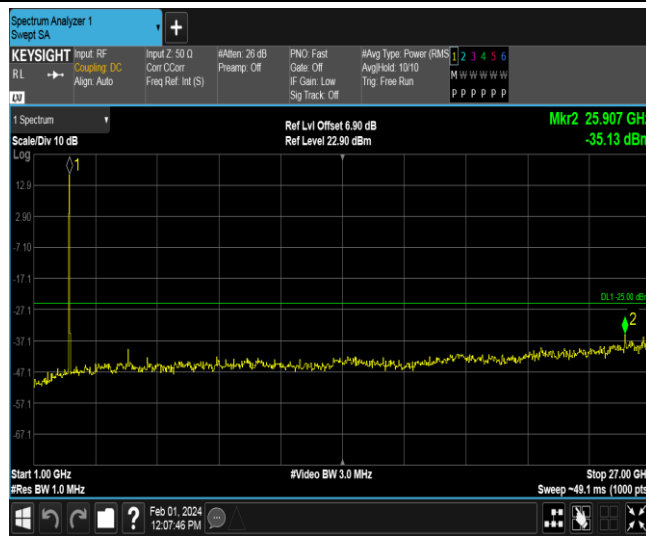 Spectrum Analyzer 1
Swept SA
+
KEYSIGHT
RL
LXI
Input: RF
Coupling: DC
Align: Auto
Input Z: 50 Ω
Corr CCorr
Freq Ref: Int (S)
#Atten: 26 dB
Preamp: Off
PNO: Fast
Gate: Off
IF Gain: Low
Sig Track: Off
#Avg Type: Power (RMS
Avg|Hold: 10/10
Trig: Free Run
1 2 3 4 5 6
M W W W W W
P P P P P P
1 Spectrum
Scale/Div 10 dB
Ref Lvl Offset 6.90 dB
Ref Level 22.90 dBm
Mkr2 25.907 GHz
-35.13 dBm
Log
1
12.9
2.90
-7.10
-17.1
DL1 -25.00 dBm
-27.1
2
-37.1
-47.1
-57.1
-67.1
Start 1.00 GHz
#Video BW 3.0 MHz
Stop 27.00 GHz
#Res BW 1.0 MHz
Sweep ~49.1 ms (1000 pts)
?
Feb 01, 2024
12:07:46 PM